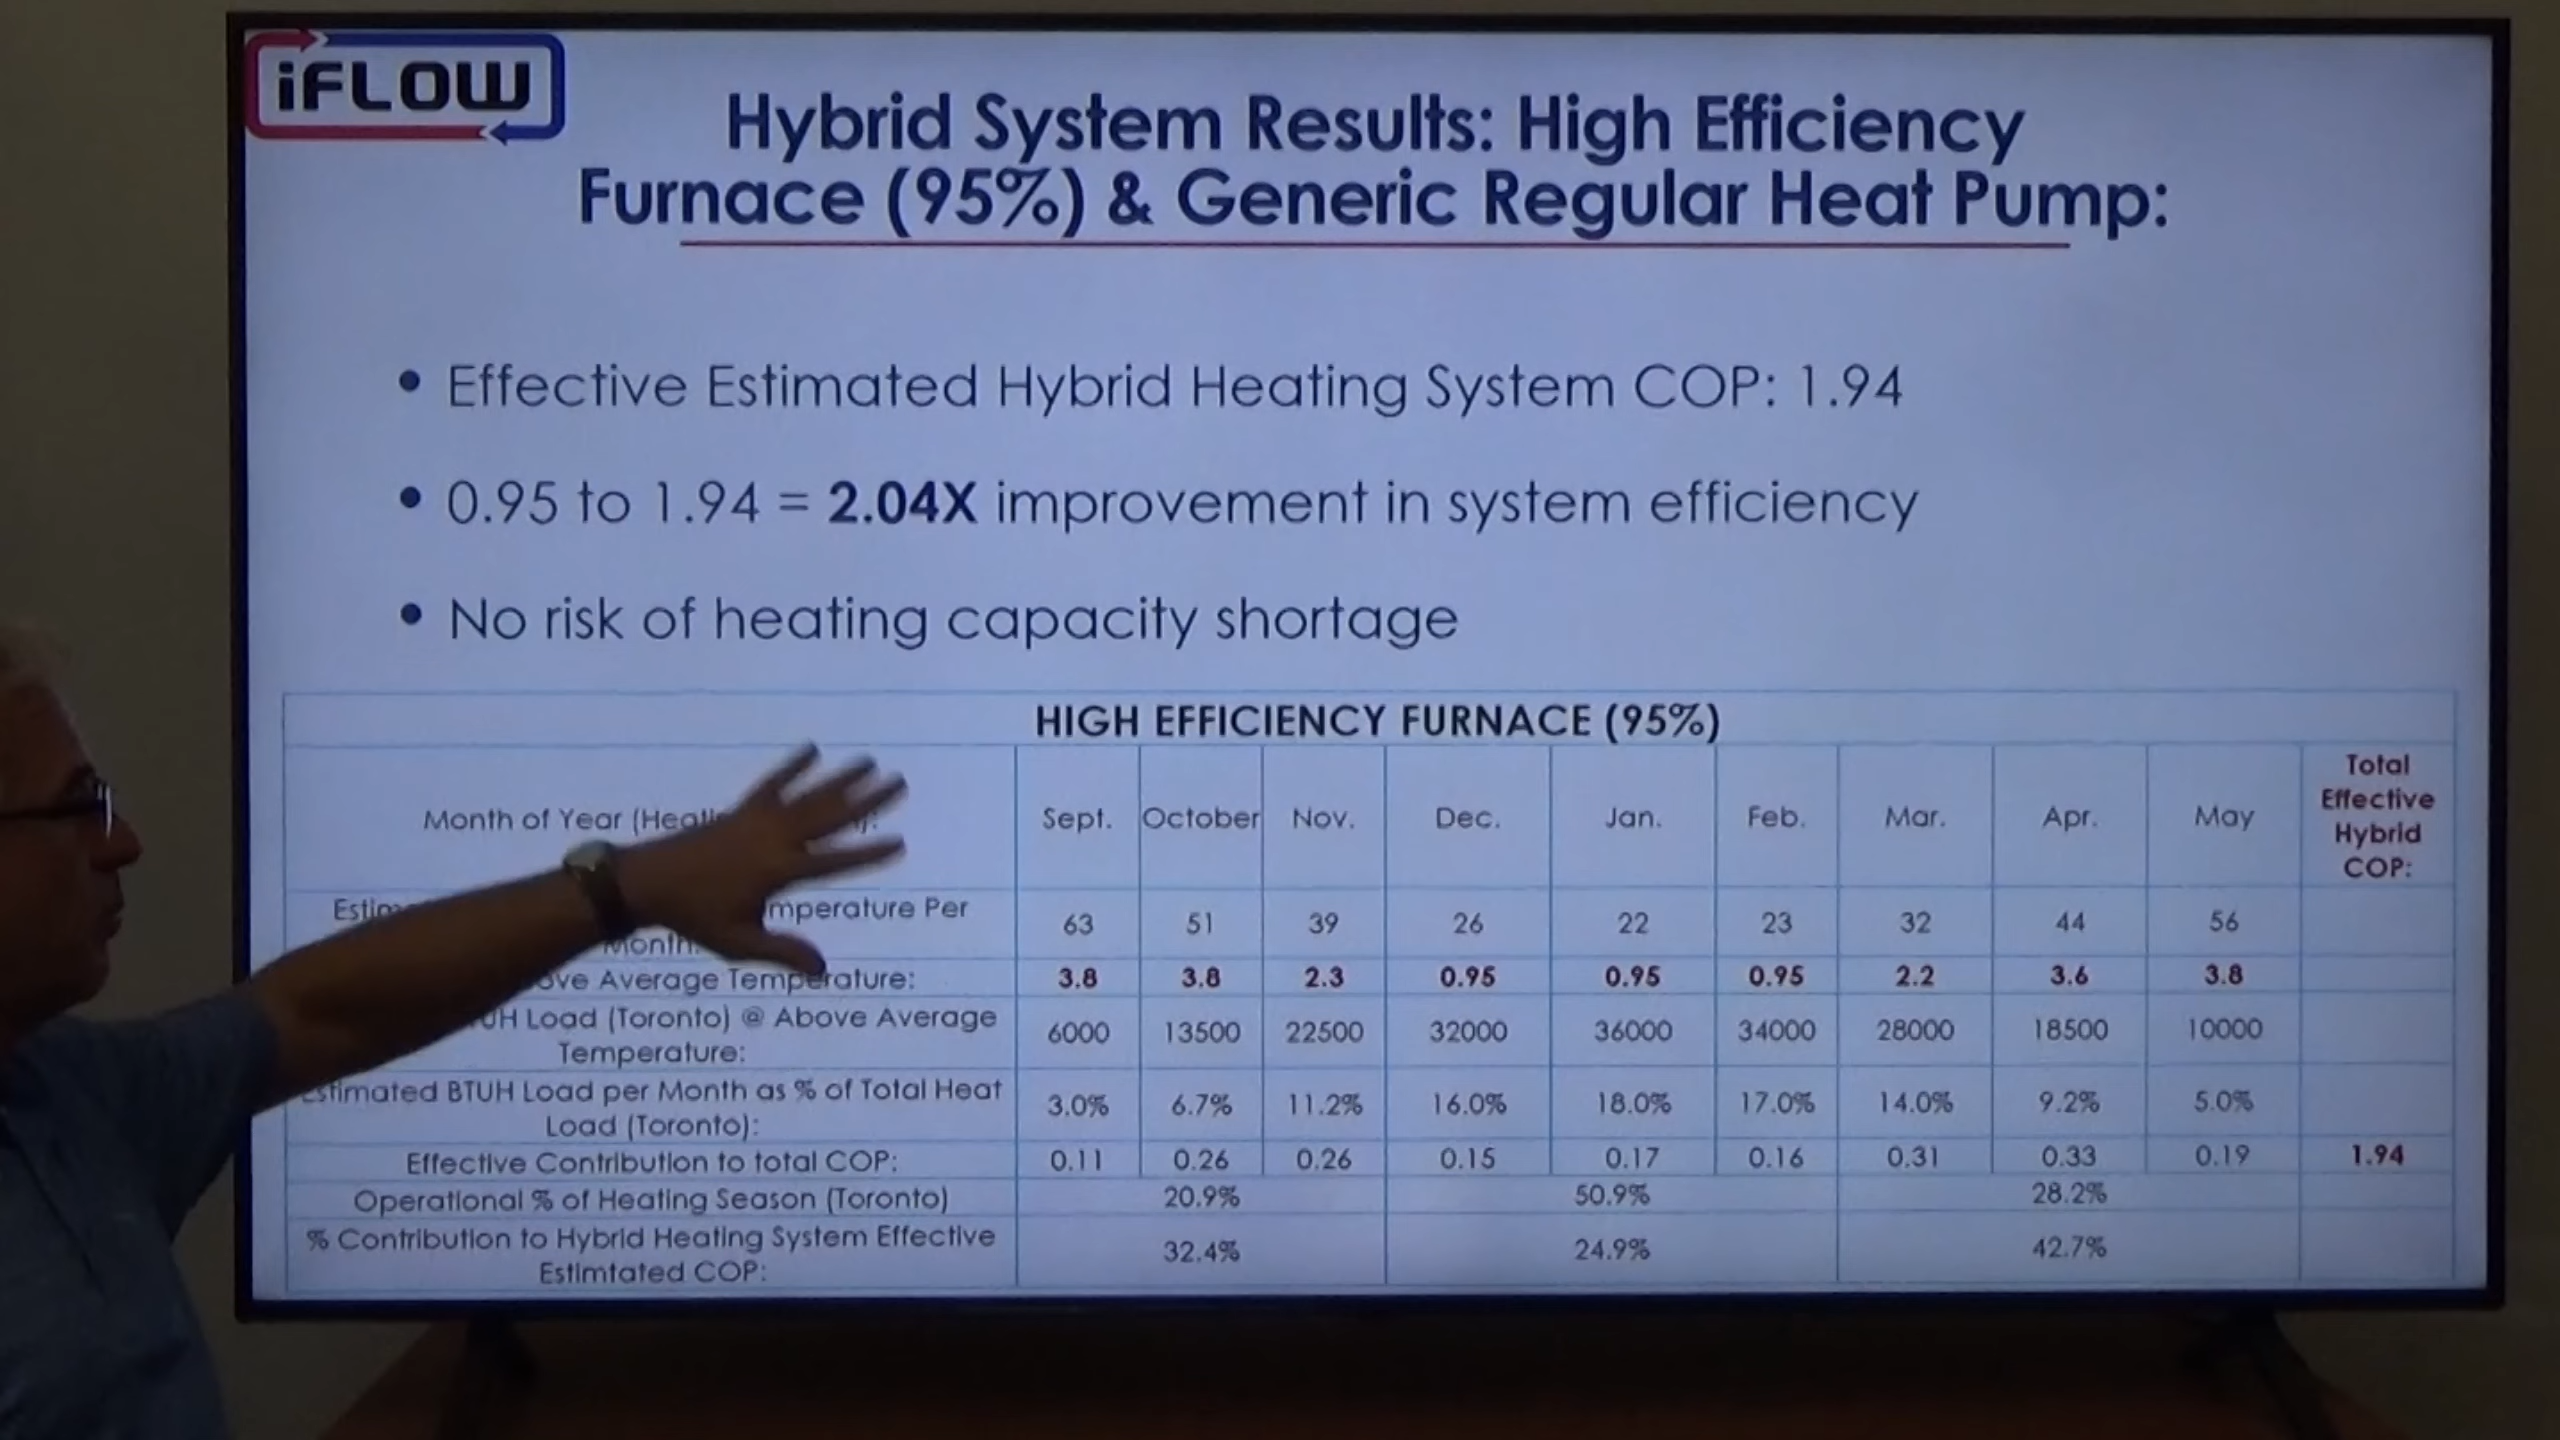 iFLOW
Hybrid System Results: High Efficiency
Furnace (95%) & Generic Regular Heat Pump:
• Effective Estimated Hybrid Heating System COP: 1.94
• 0.95 to 1.94 = 2.04X improvement in system efficiency
• No risk of heating capacity shortage
HIGH EFFICIENCY FURNACE (95%)
Month of Year Sept. October Nov. Dec. Jan. Feb. Mar. Apr. May Total Effective Hybrid COP:
Per Month: 63 51 39 26 22 23 32 44 56
Average Temperature: 3.8 3.8 2.3 0.95 0.95 0.95 2.2 3.6 3.8
Load (Toronto) @ Above Average
Temperature: 6000 13500 22500 32000 36000 34000 28000 18500 10000
Estimated BTUH Load per Month as % of Total Heat
Load (Toronto): 3.0% 6.7% 11.2% 16.0% 18.0% 17.0% 14.0% 9.2% 5.0%
Effective Contribution to total COP: 0.11 0.26 0.26 0.15 0.17 0.16 0.31 0.33 0.19 1.94
Operational % of Heating Season (Toronto) 20.9% 50.9% 28.2%
% Contribution to Hybrid Heating System Effective
Estimtated COP: 32.4% 24.9% 42.7%